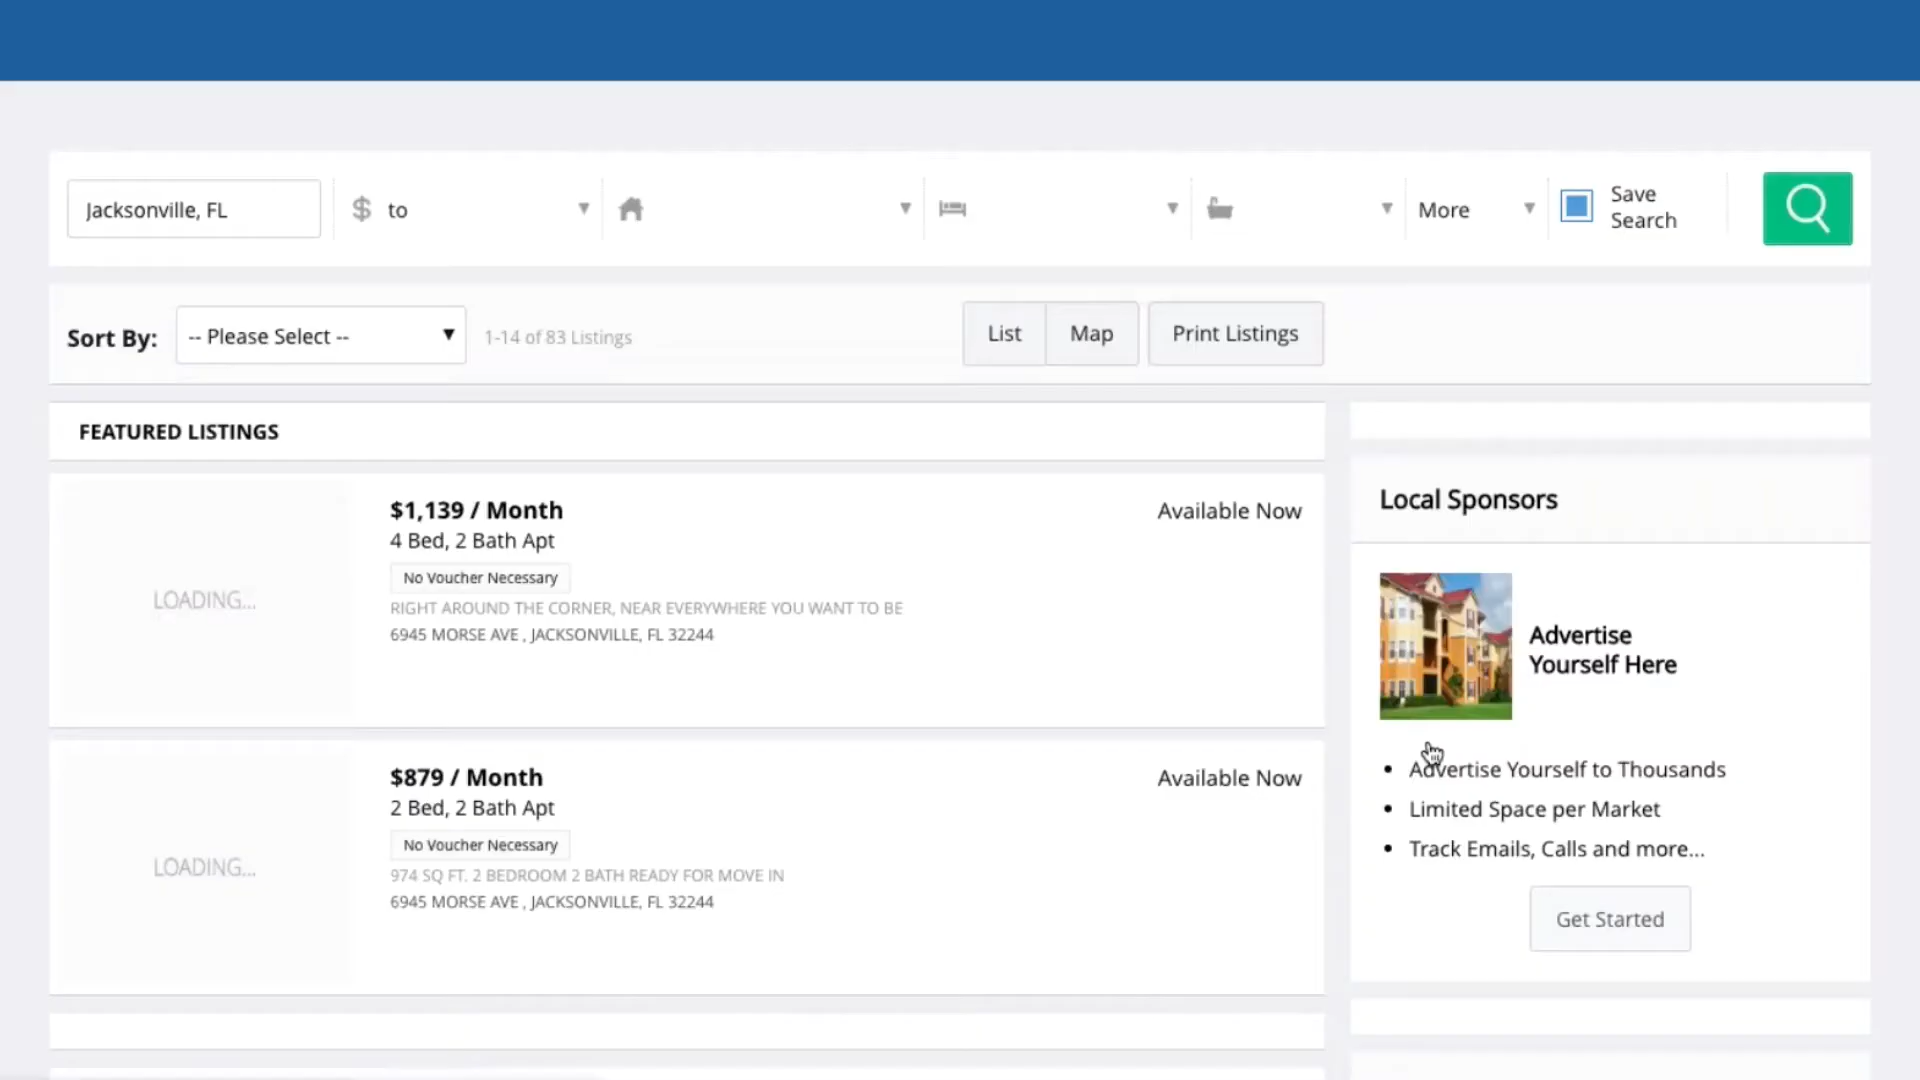 Jacksonville, FL
$ to
More
Save
Search
Sort By:
-- Please Select --
1-14 of 83 Listings
List
Map
Print Listings
FEATURED LISTINGS
LOADING...
$1,139 / Month
Available Now
4 Bed, 2 Bath Apt
No Voucher Necessary
RIGHT AROUND THE CORNER, NEAR EVERYWHERE YOU WANT TO BE
6945 MORSE AVE , JACKSONVILLE, FL 32244
LOADING...
$879 / Month
Available Now
2 Bed, 2 Bath Apt
No Voucher Necessary
974 SQ FT. 2 BEDROOM 2 BATH READY FOR MOVE IN
6945 MORSE AVE , JACKSONVILLE, FL 32244
Local Sponsors
Advertise
Yourself Here
• Advertise Yourself to Thousands
• Limited Space per Market
• Track Emails, Calls and more...
Get Started